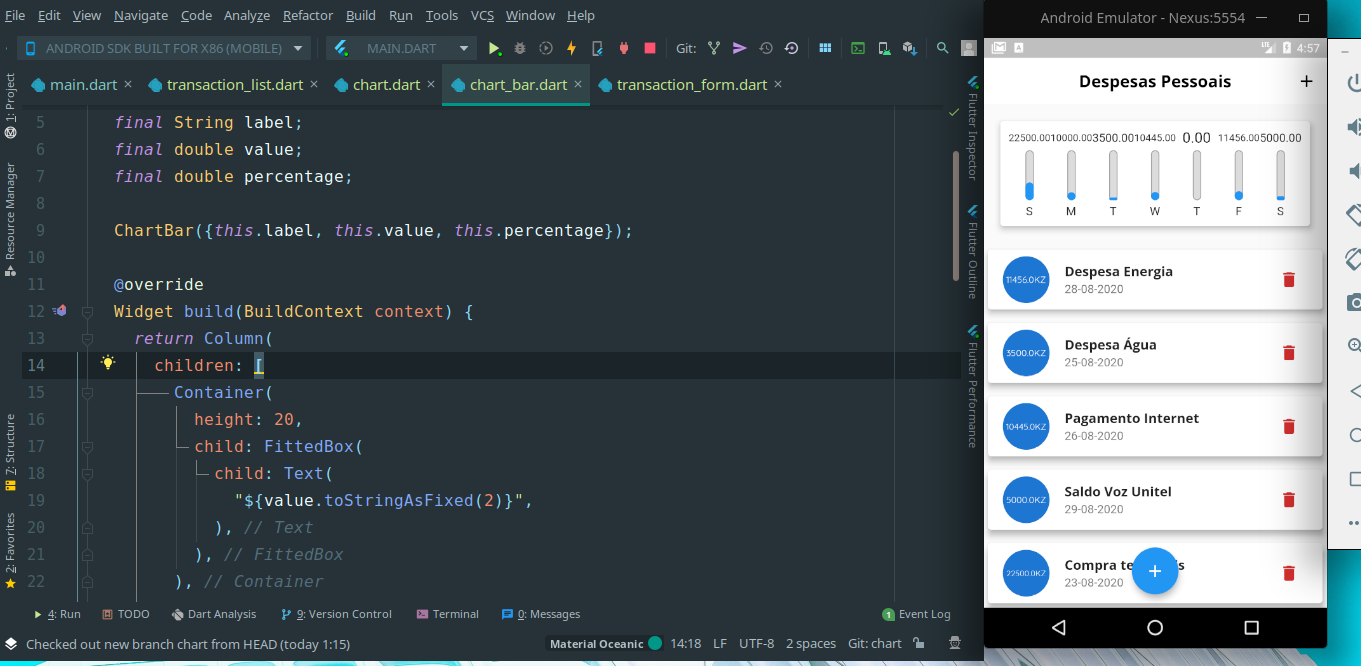 File Edit View Navigate Code Analyze Refactor Build Run Tools VCS Window Help
ANDROID SDK BUILT FOR X86 (MOBILE) MAIN.DART Git:
main.dart transaction_list.dart chart.dart chart_bar.dart transaction_form.dart
1: Project
Resource Manager
7: Structure
2: Favorites
5 final String label;
6 final double value;
7 final double percentage;
8
9 ChartBar({this.label, this.value, this.percentage});
10
11 @override
12 Widget build(BuildContext context) {
13 return Column(
14 children: [
15 Container(
16 height: 20,
17 child: FittedBox(
18 child: Text(
19 "${value.toStringAsFixed(2)}",
20 ), // Text
21 ), // FittedBox
22 ), // Container
Flutter Inspector
Flutter Outline
Flutter Performance
4: Run TODO Dart Analysis 9: Version Control Terminal 0: Messages 1 Event Log
Checked out new branch chart from HEAD (today 1:15) Material Oceanic 14:18 LF UTF-8 2 spaces Git: chart
Android Emulator - Nexus:5554
A LTE 4:57
Despesas Pessoais +
22500.00 10000.00 3500.00 10445.00 0.00 11456.00 5000.00
S M T W T F S
11456.0KZ Despesa Energia
28-08-2020
3500.0KZ Despesa Água
25-08-2020
10445.0KZ Pagamento Internet
26-08-2020
5000.0KZ Saldo Voz Unitel
29-08-2020
22500.0KZ Compra te s
23-08-2020
+